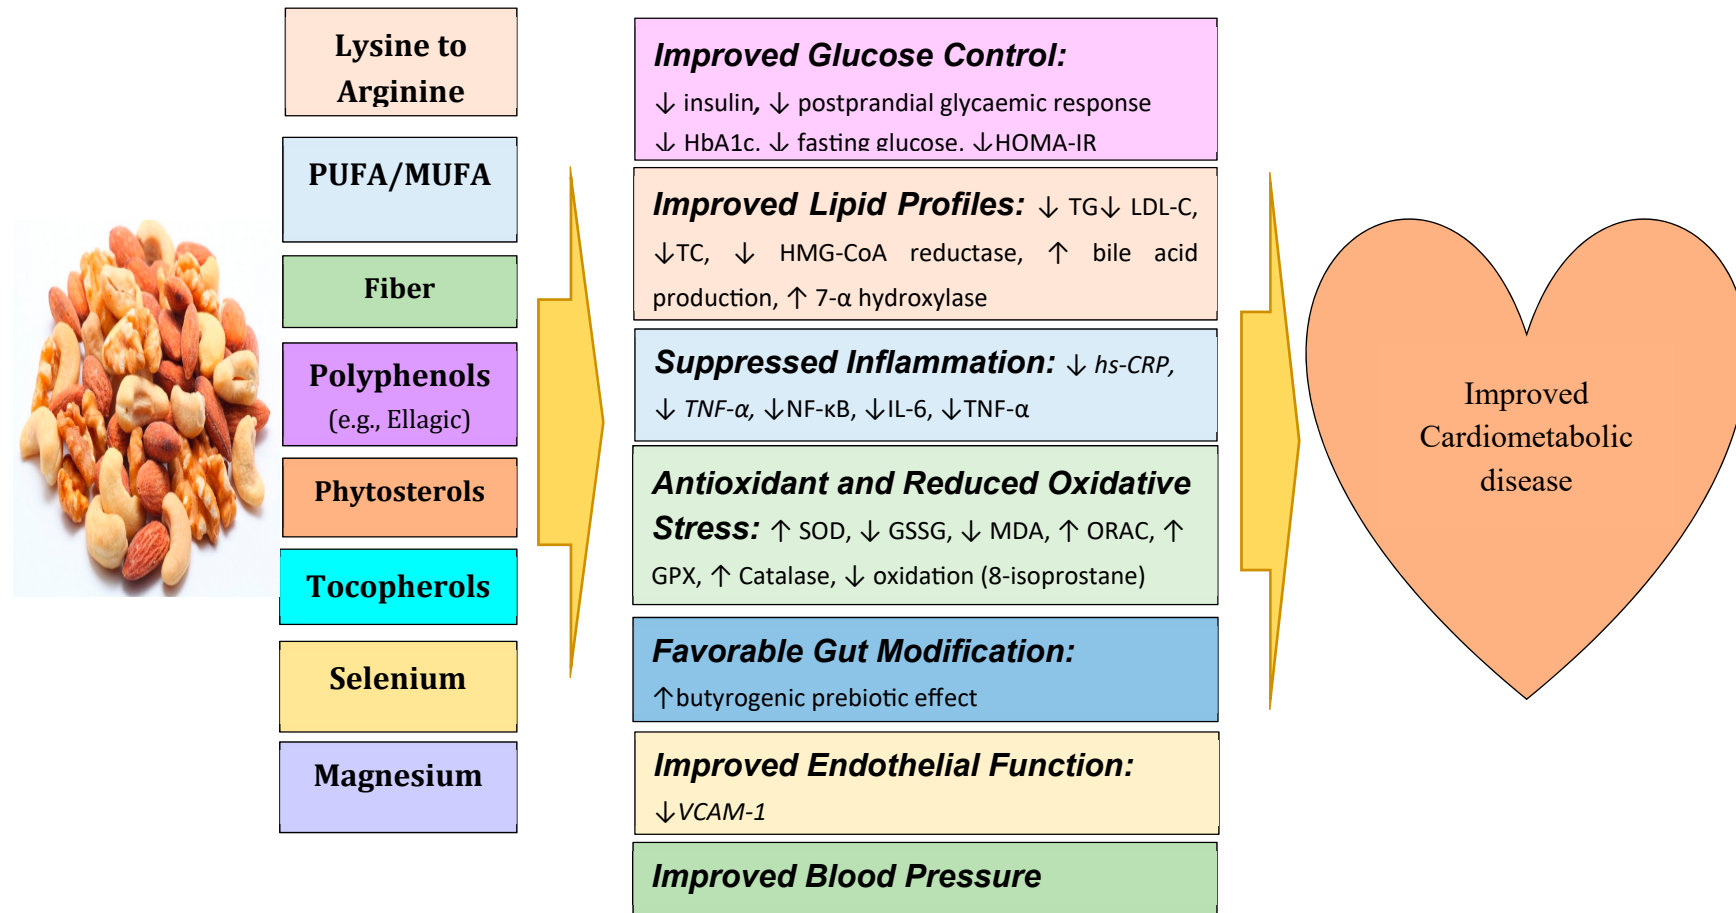 Lysine to
Arginine
PUFA/MUFA
Fiber
Polyphenols
(e.g., Ellagic)
Phytosterols
Tocopherols
Selenium
Magnesium
Improved Glucose Control:
↓ insulin, ↓ postprandial glycaemic response
↓ HbA1c, ↓ fasting glucose, ↓HOMA-IR
Improved Lipid Profiles: ↓ TG↓ LDL-C,
↓TC, ↓ HMG-CoA reductase, ↑ bile acid
production, ↑ 7-α hydroxylase
Suppressed Inflammation: ↓ hs-CRP,
↓ TNF-α, ↓NF-κB, ↓IL-6, ↓TNF-α
Antioxidant and Reduced Oxidative
Stress: ↑ SOD, ↓ GSSG, ↓ MDA, ↑ ORAC, ↑
GPX, ↑ Catalase, ↓ oxidation (8-isoprostane)
Favorable Gut Modification:
↑butyrogenic prebiotic effect
Improved Endothelial Function:
↓VCAM-1
Improved Blood Pressure
Improved
Cardiometabolic
disease